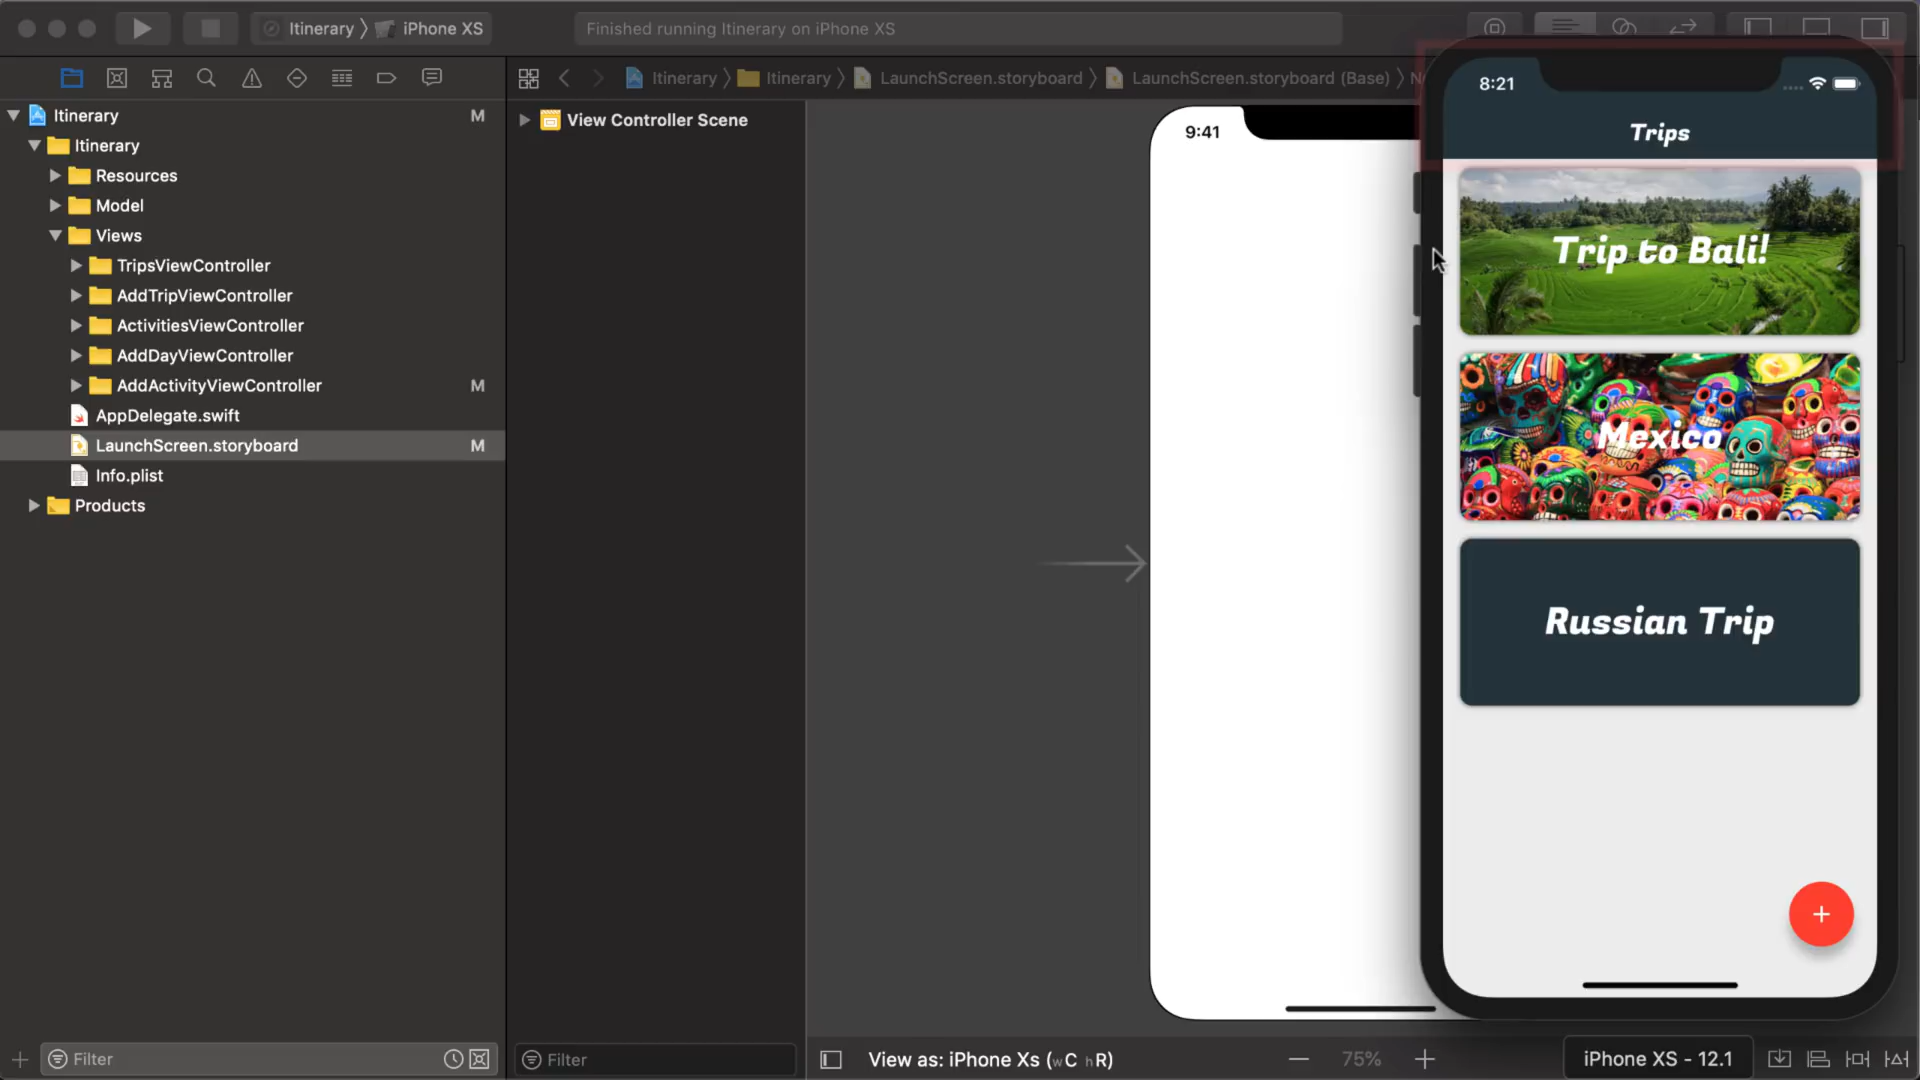 Itinerary
iPhone XS
Finished running Itinerary on iPhone XS
Itinerary
Itinerary
LaunchScreen.storyboard
LaunchScreen.storyboard (Base)
Itinerary M
Itinerary
Resources
Model
Views
TripsViewController
AddTripViewController
ActivitiesViewController
AddDayViewController
AddActivityViewController M
AppDelegate.swift
LaunchScreen.storyboard M
Info.plist
Products
Filter
View Controller Scene
Filter
9:41
View as: iPhone Xs (wC hR)
75%
8:21
Trips
Trip to Bali!
Mexico
Russian Trip
+
iPhone XS - 12.1